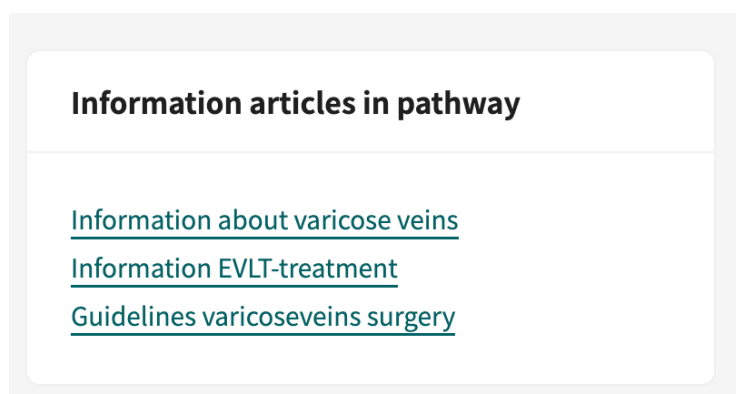 Information articles in pathway
Information about varicose veins
Information EVLT-treatment
Guidelines varicoseveins surgery